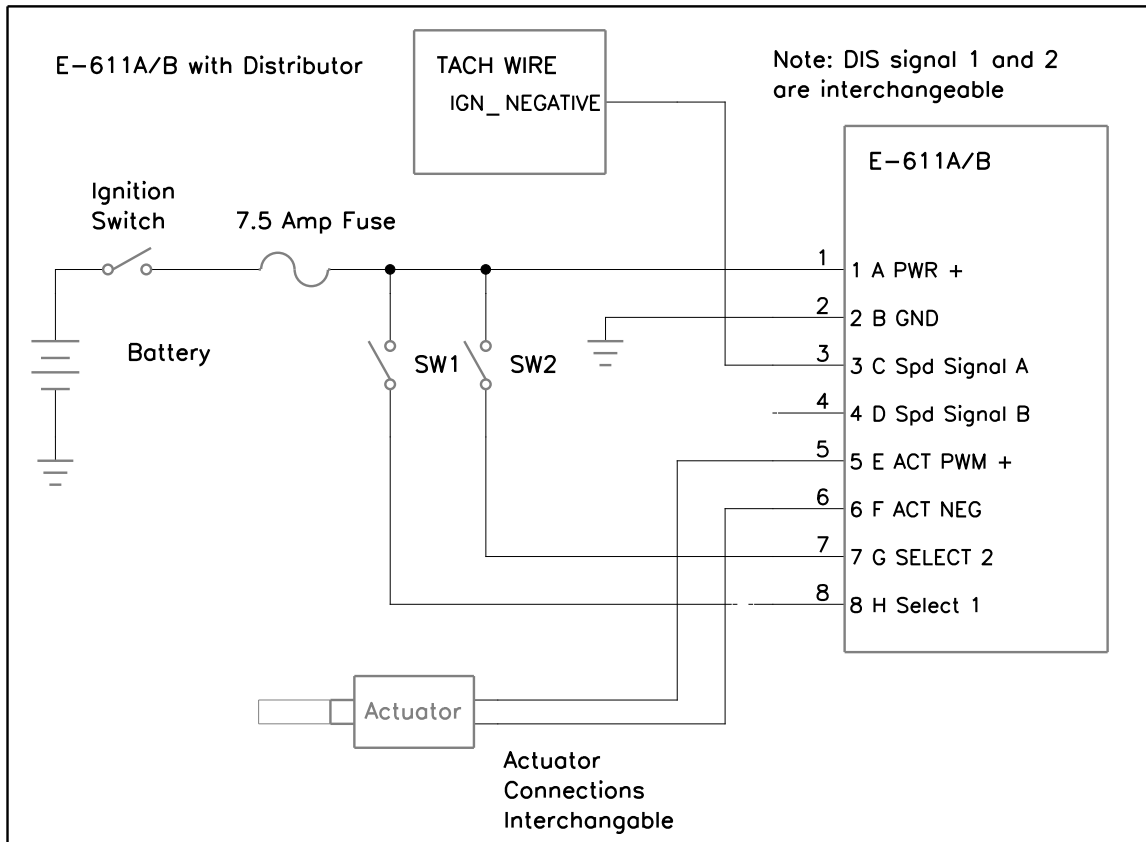 E-611A/B with Distributor
TACH WIRE
IGN_NEGATIVE
Note: DIS signal 1 and 2
are interchangeable
E-611A/B
Ignition
Switch
7.5 Amp Fuse
Battery
SW1
SW2
1
1 A PWR +
2
2 B GND
3
3 C Spd Signal A
4
4 D Spd Signal B
5
5 E ACT PWM +
6
6 F ACT NEG
7
7 G SELECT 2
8
8 H Select 1
Actuator
Actuator
Connections
Interchangable